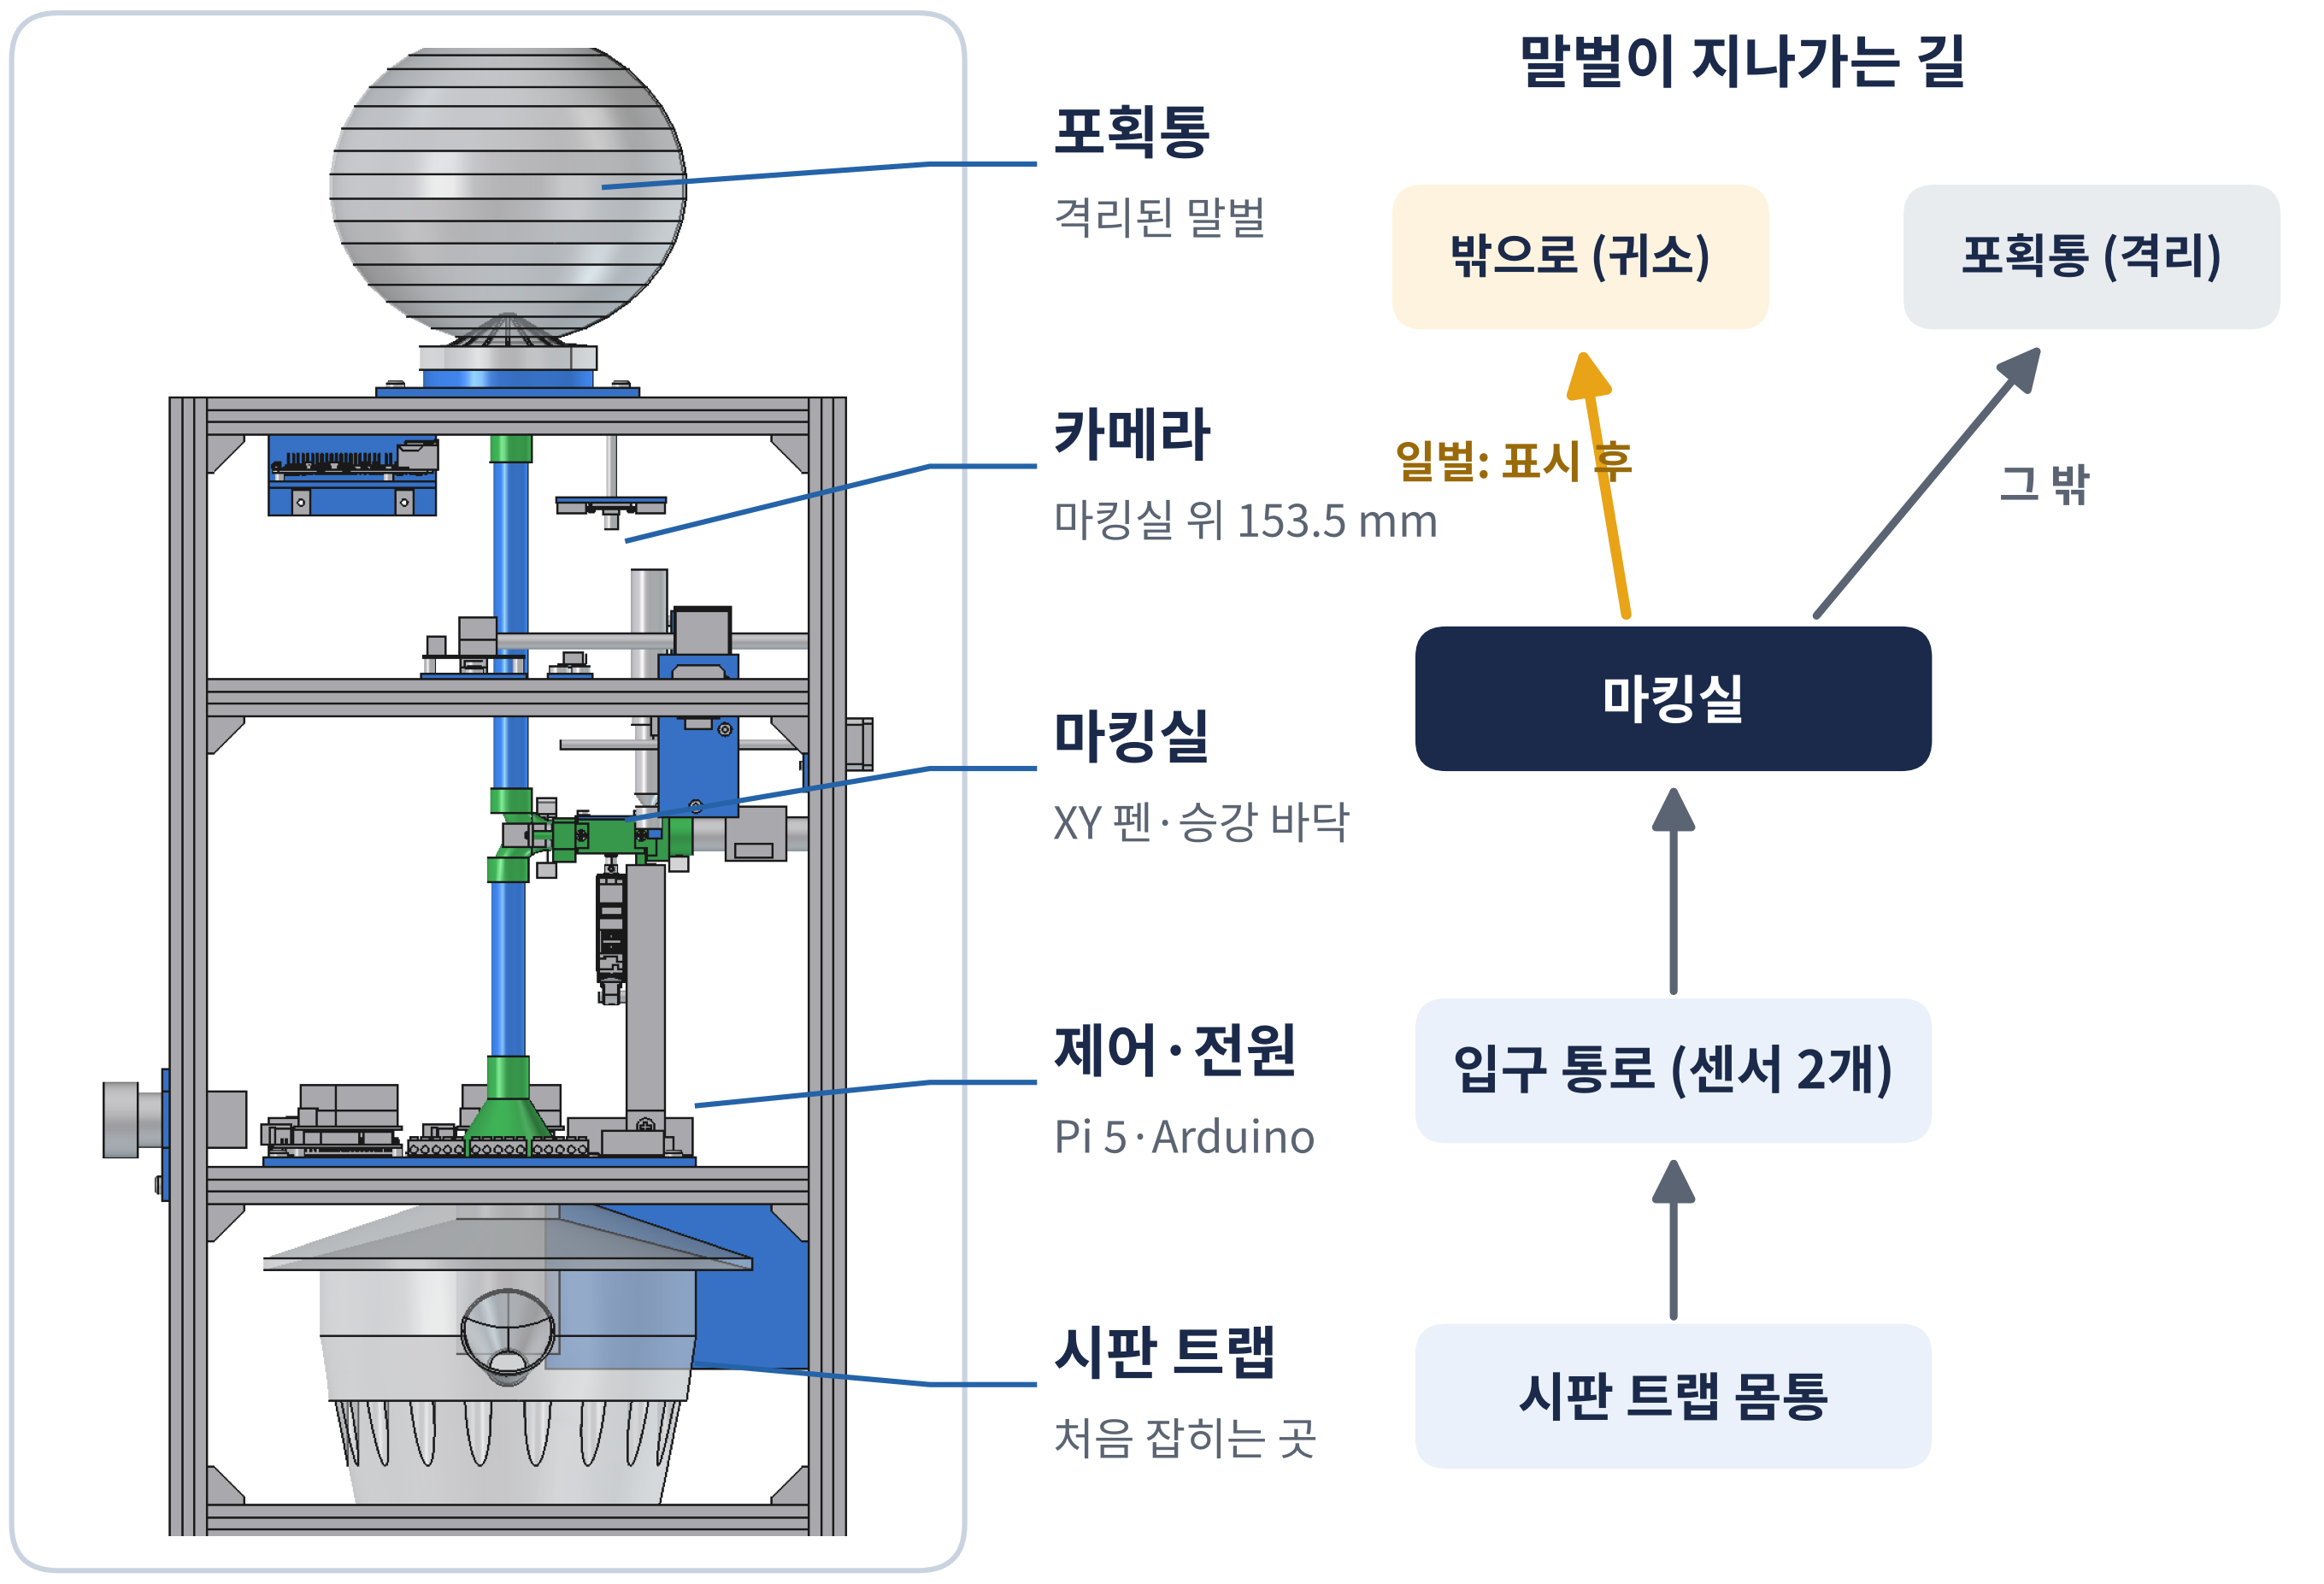 말벌이 지나가는 길
포획통
격리된 말벌
카메라
마킹실 위 153.5 mm
마킹실
XY 펜·승강 바닥
제어·전원
Pi 5·Arduino
시판 트랩
처음 잡히는 곳
밖으로 (귀소)
포획통 (격리)
일벌: 표시 후
그 밖
마킹실
입구 통로 (센서 2개)
시판 트랩 몸통